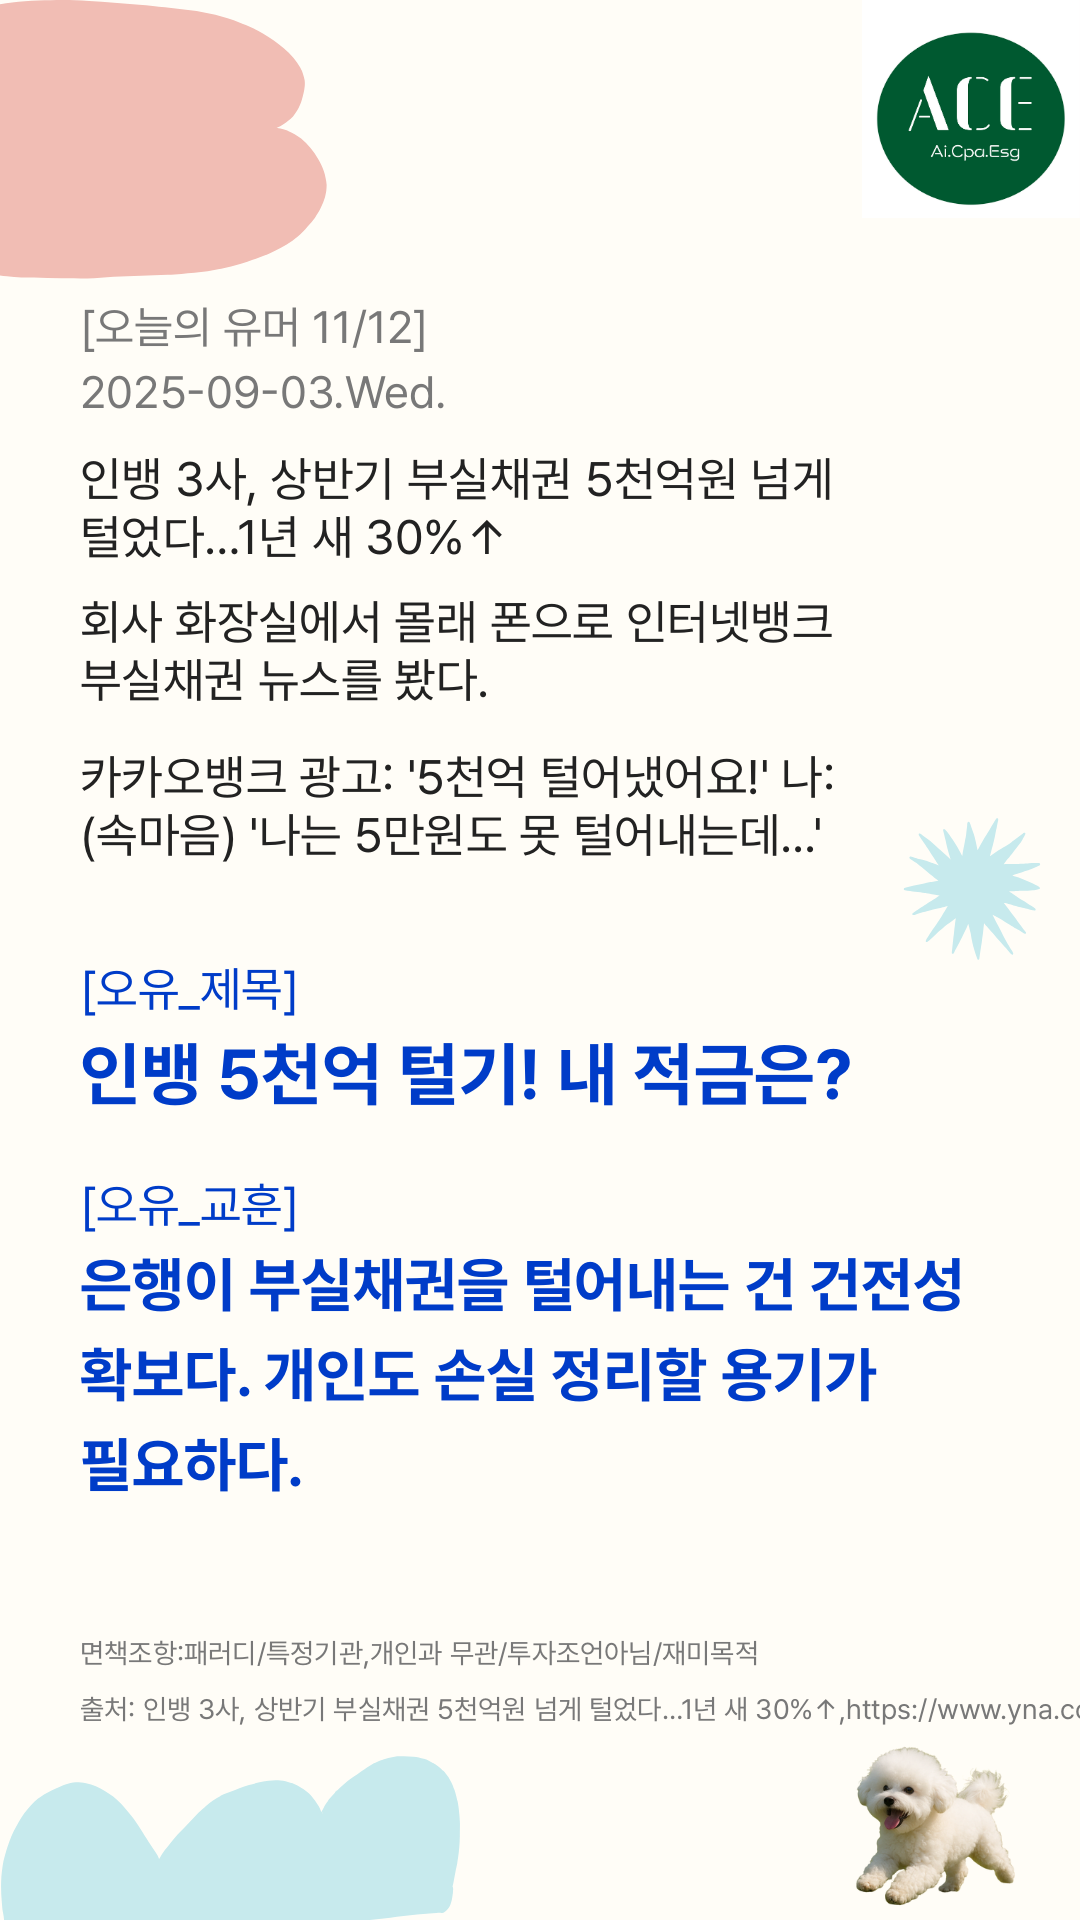 ACE
Ai.Cpa.Esg
[오늘의 유머 11/12]
2025-09-03.Wed.
인뱅 3사, 상반기 부실채권 5천억원 넘게
털었다…1년 새 30%↑
회사 화장실에서 몰래 폰으로 인터넷뱅크
부실채권 뉴스를 봤다.
카카오뱅크 광고: '5천억 털어냈어요!' 나:
(속마음) '나는 5만원도 못 털어내는데...'
[오유_제목]
인뱅 5천억 털기! 내 적금은?
[오유_교훈]
은행이 부실채권을 털어내는 건 건전성
확보다. 개인도 손실 정리할 용기가
필요하다.
면책조항:패러디/특정기관,개인과 무관/투자조언아님/재미목적
출처: 인뱅 3사, 상반기 부실채권 5천억원 넘게 털었다…1년 새 30%↑,https://www.yna.co